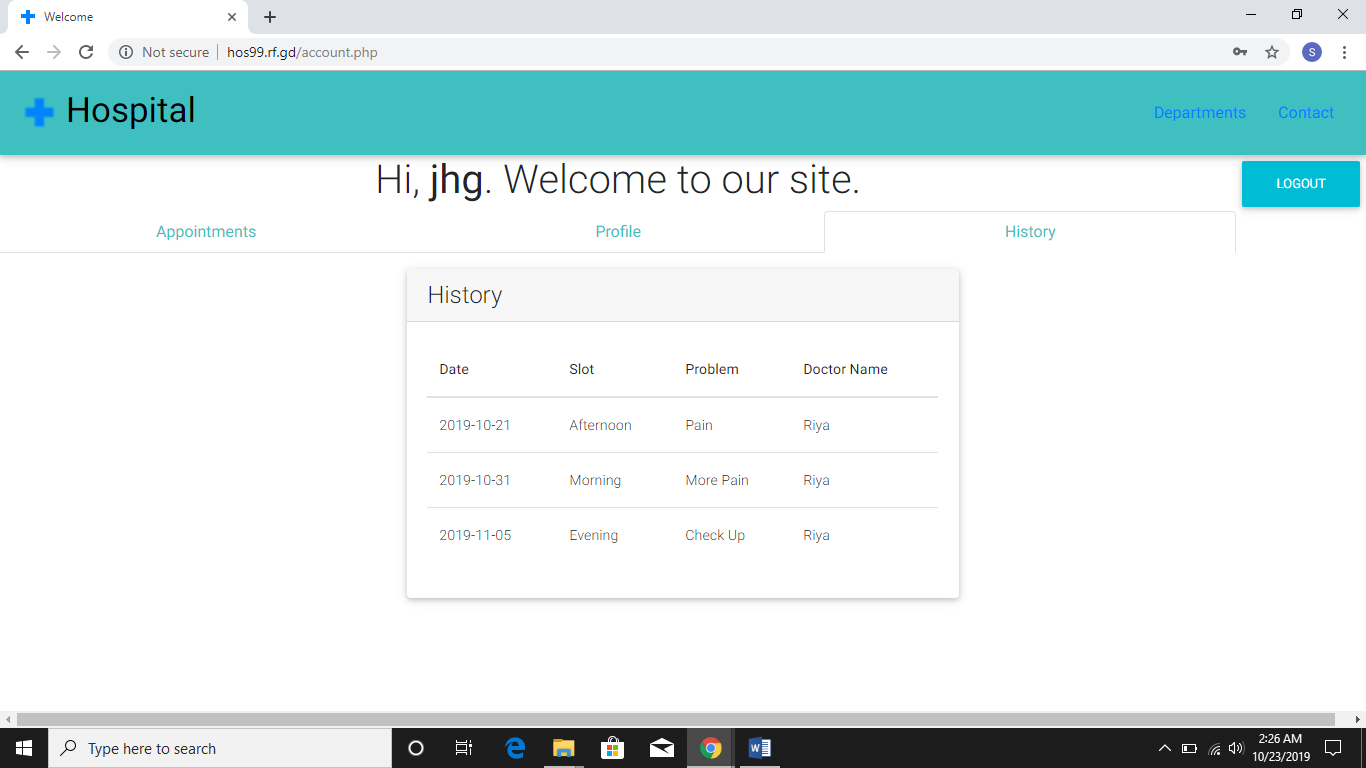 Welcome
Not secure hos99.rf.gd/account.php
S
Hospital
Departments Contact
Hi, jhg. Welcome to our site.
LOGOUT
Appointments Profile History
History
Date Slot Problem Doctor Name
2019-10-21 Afternoon Pain Riya
2019-10-31 Morning More Pain Riya
2019-11-05 Evening Check Up Riya
Type here to search
2:26 AM
10/23/2019